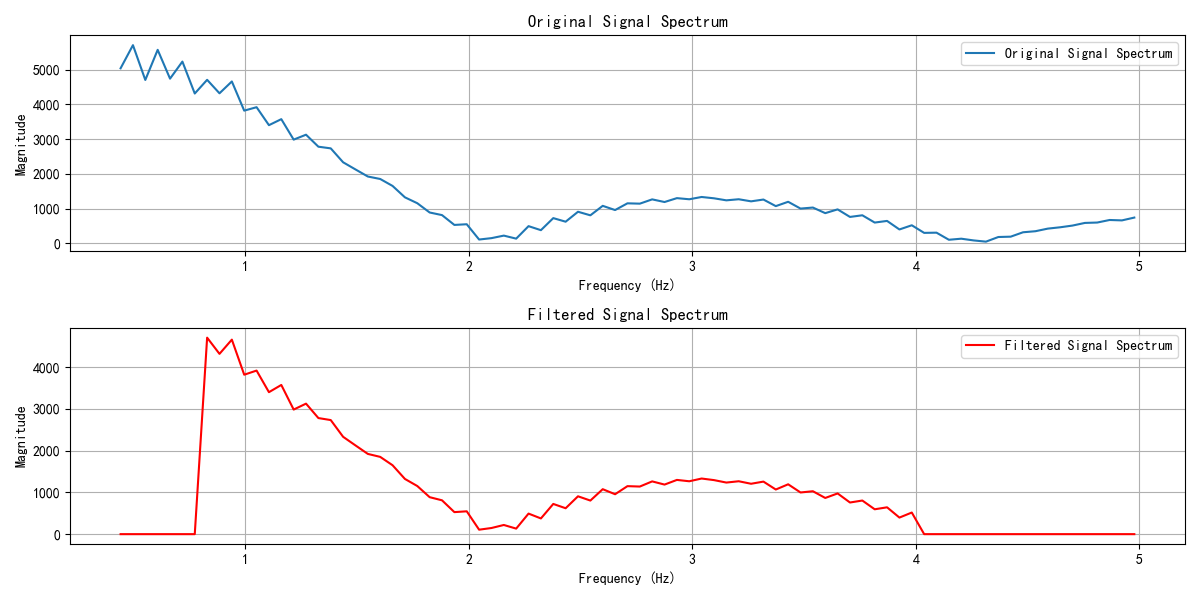 Original Signal Spectrum
Original Signal Spectrum
Magnitude
5000
4000
3000
2000
1000
0
1 2 3 4 5
Frequency (Hz)
Filtered Signal Spectrum
Filtered Signal Spectrum
Magnitude
4000
3000
2000
1000
0
1 2 3 4 5
Frequency (Hz)